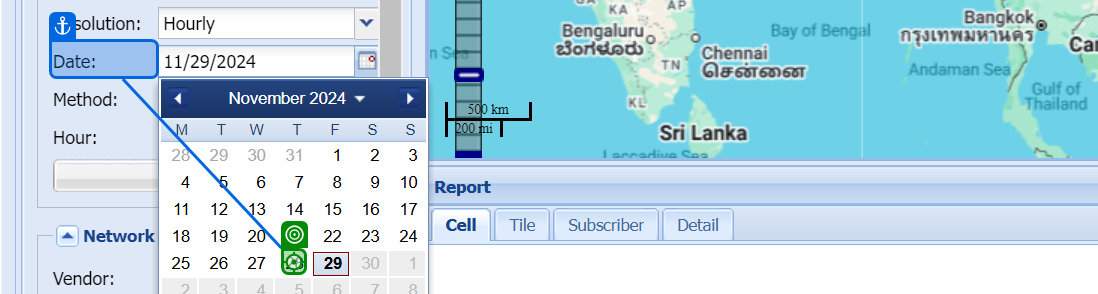 solution: Hourly
Date: 11/29/2024
Method:
Hour:
November 2024
M T W T F S S
28 29 30 31 1 2 3
4 5 6 7 8 9 10
11 12 13 14 15 16 17
18 19 20 22 23 24
25 26 27 29 30 1
2 3 4 5 6 7 8
Network
Vendor:
GA
KA
AP
Bengaluru
ಬೆಂಗಳೂರು
Chennai
சென்னை
TN
KL
Bay of Bengal
Bangkok
กรุงเทพมหานคร
Andaman Sea
Gulf of
Thailand
500 km
200 mi
Sri Lanka
Laccadive Sea
Report
Cell Tile Subscriber Detail